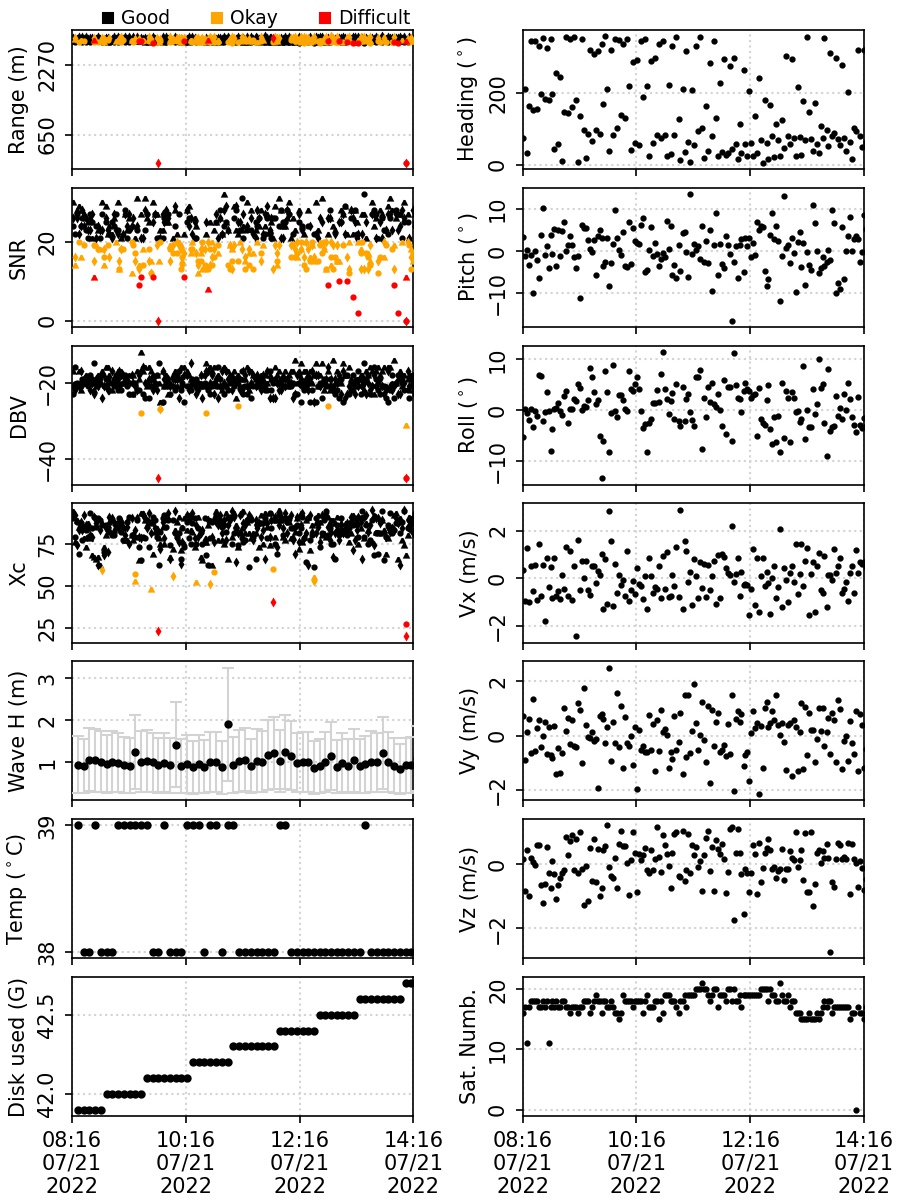 Good Okay Difficult
Range (m)
2270
650
Heading (°)
200
0
SNR
20
0
Pitch (°)
10
0
−10
DBV
−20
−40
Roll (°)
10
0
−10
Xc
75
50
25
Vx (m/s)
2
0
−2
Wave H (m)
3
2
1
Vy (m/s)
2
0
−2
Temp (°C)
39
38
Vz (m/s)
0
−2
Disk used (G)
42.5
42.0
Sat. Numb.
20
10
0
08:16 10:16 12:16 14:16 08:16 10:16 12:16 14:16
07/21 07/21 07/21 07/21 07/21 07/21 07/21 07/21
2022 2022 2022 2022 2022 2022 2022 2022